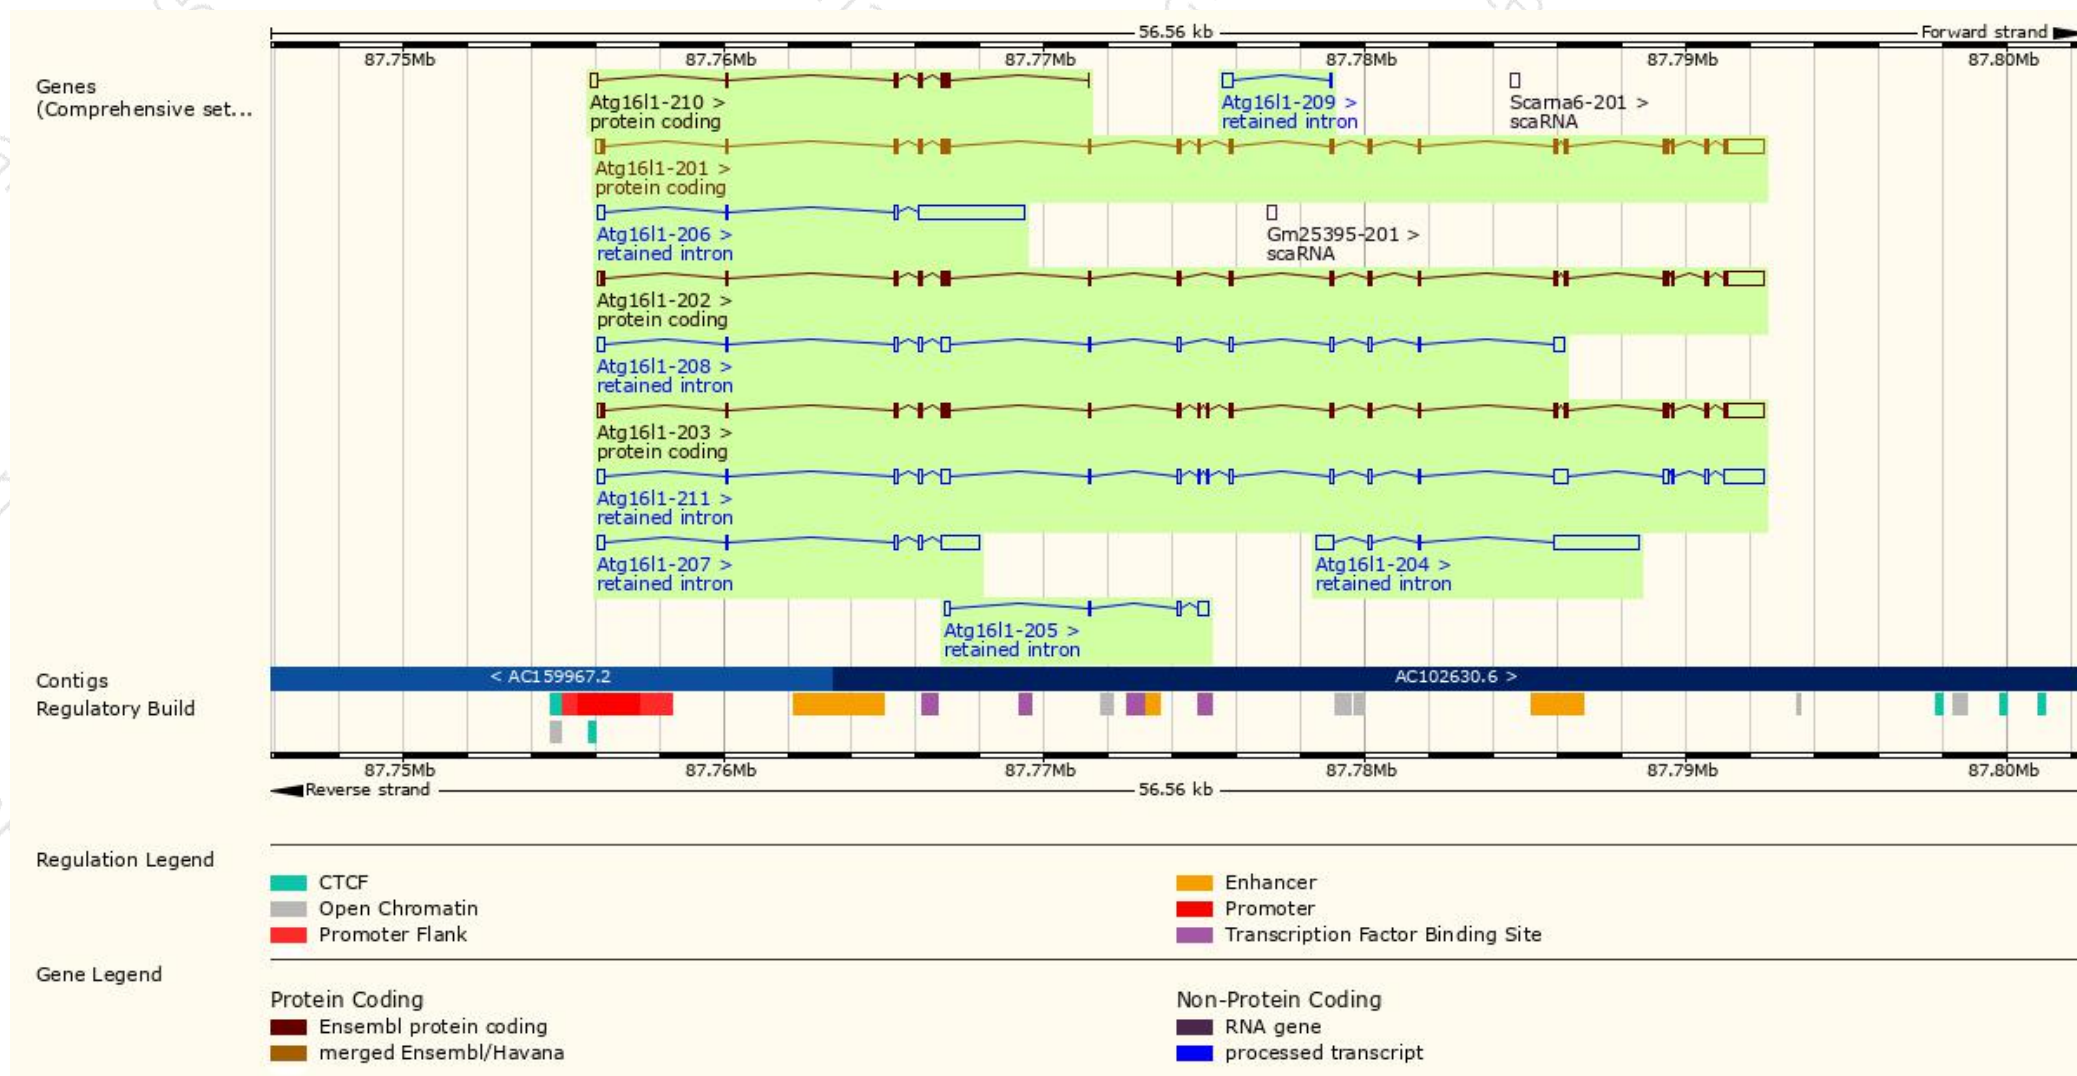 56.56 kb
Forward strand
87.75Mb 87.76Mb 87.77Mb 87.78Mb 87.79Mb 87.80Mb
Genes
(Comprehensive set...
Atg16l1-210 >
protein coding
Atg16l1-209 >
retained intron
Scarna6-201 >
scaRNA
Atg16l1-201 >
protein coding
Atg16l1-206 >
retained intron
Gm25395-201 >
scaRNA
Atg16l1-202 >
protein coding
Atg16l1-208 >
retained intron
Atg16l1-203 >
protein coding
Atg16l1-211 >
retained intron
Atg16l1-207 >
retained intron
Atg16l1-204 >
retained intron
Atg16l1-205 >
retained intron
Contigs
< AC159967.2
AC102630.6 >
Regulatory Build
87.75Mb 87.76Mb 87.77Mb 87.78Mb 87.79Mb 87.80Mb
Reverse strand
56.56 kb
Regulation Legend
CTCF
Open Chromatin
Promoter Flank
Enhancer
Promoter
Transcription Factor Binding Site
Gene Legend
Protein Coding
Ensembl protein coding
merged Ensembl/Havana
Non-Protein Coding
RNA gene
processed transcript